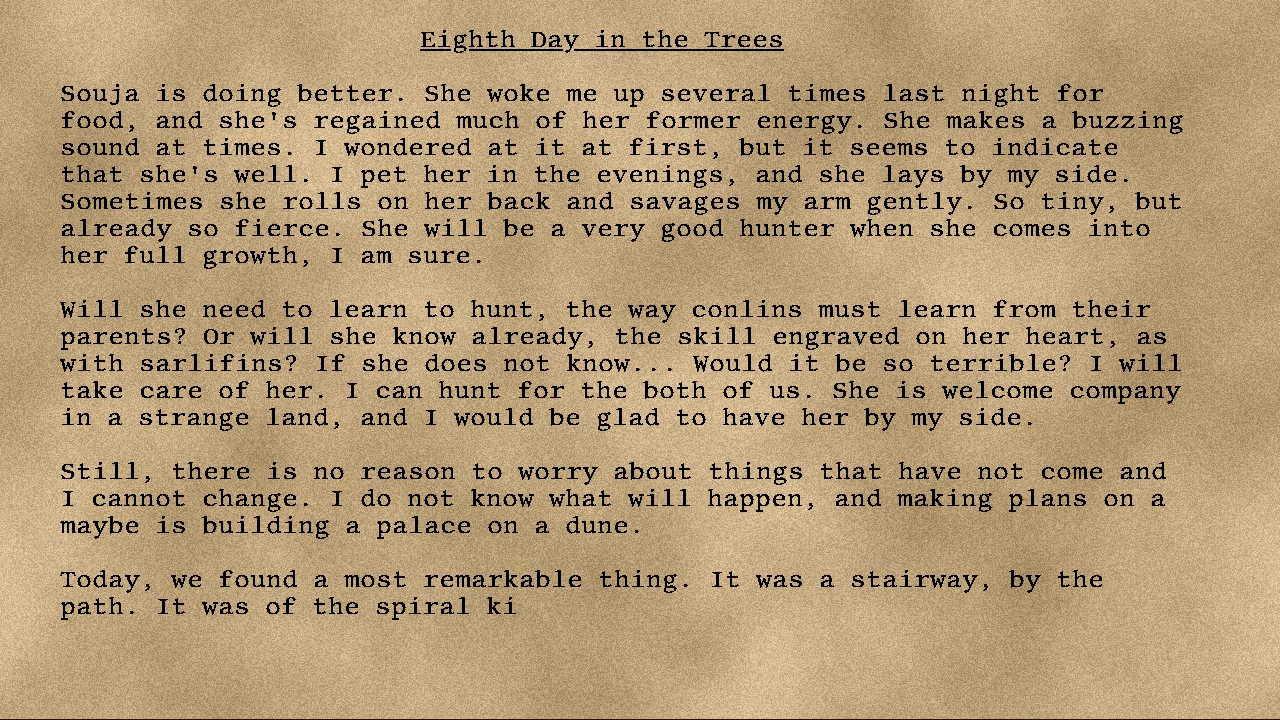 Eighth Day in the Trees
Souja is doing better. She woke me up several times last night for
food, and she's regained much of her former energy. She makes a buzzing
sound at times. I wondered at it at first, but it seems to indicate
that she's well. I pet her in the evenings, and she lays by my side.
Sometimes she rolls on her back and savages my arm gently. So tiny, but
already so fierce. She will be a very good hunter when she comes into
her full growth, I am sure.
Will she need to learn to hunt, the way conlins must learn from their
parents? Or will she know already, the skill engraved on her heart, as
with sarlifins? If she does not know... Would it be so terrible? I will
take care of her. I can hunt for the both of us. She is welcome company
in a strange land, and I would be glad to have her by my side.
Still, there is no reason to worry about things that have not come and
I cannot change. I do not know what will happen, and making plans on a
maybe is building a palace on a dune.
Today, we found a most remarkable thing. It was a stairway, by the
path. It was of the spiral ki